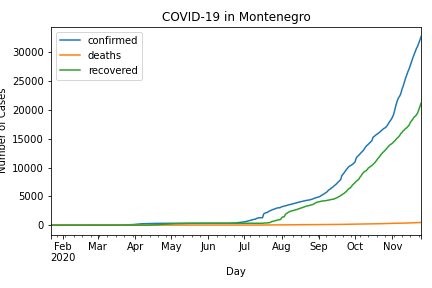 COVID-19 in Montenegro
confirmed
deaths
recovered
Number of Cases
30000
25000
20000
15000
10000
5000
0
Feb Mar Apr May Jun Jul Aug Sep Oct Nov
2020
Day